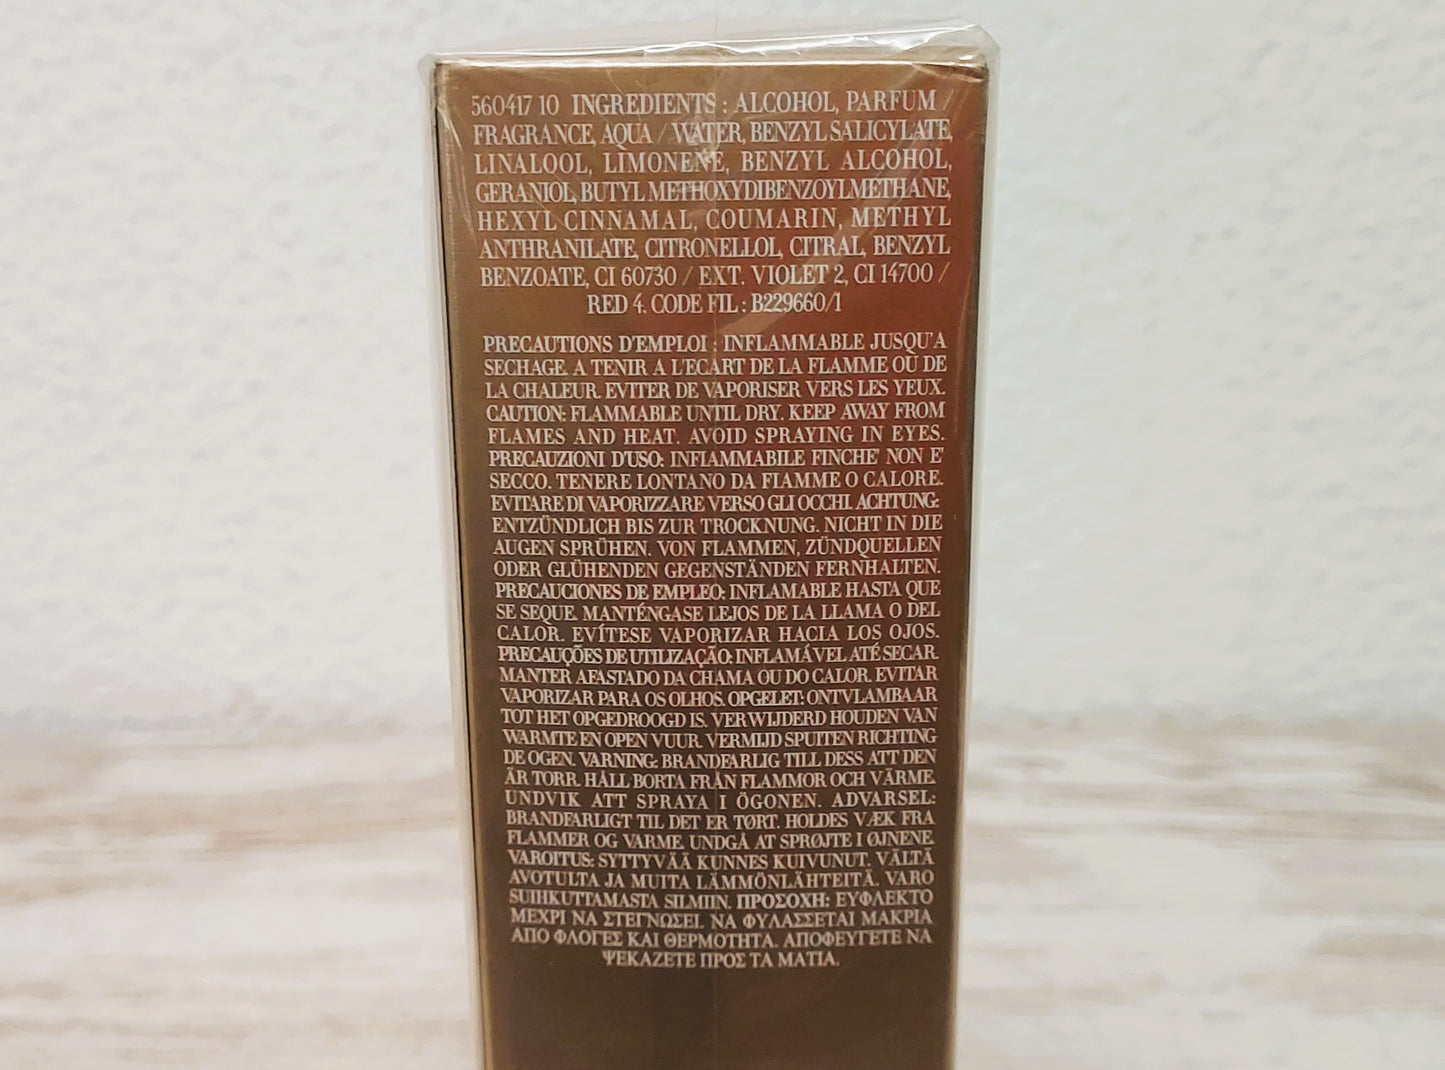 560417 10 INGREDIENTS : ALCOHOL, PARFUM /
FRAGRANCE, AQUA / WATER, BENZYL SALICYLATE,
LINALOOL, LIMONENE, BENZYL ALCOHOL,
GERANIOL, BUTYL METHOXYDIBENZOYLMETHANE,
HEXYL CINNAMAL, COUMARIN, METHYL
ANTHRANILATE, CITRONELLOL, CITRAL, BENZYL
BENZOATE, CI 60730 / EXT. VIOLET 2, CI 14700 /
RED 4. CODE FIL : B229660/1
PRECAUTIONS D'EMPLOI : INFLAMMABLE JUSQU'A
SECHAGE. A TENIR A L'ECART DE LA FLAMME OU DE
LA CHALEUR. EVITER DE VAPORISER VERS LES YEUX.
CAUTION: FLAMMABLE UNTIL DRY. KEEP AWAY FROM
FLAMES AND HEAT. AVOID SPRAYING IN EYES.
PRECAUZIONI D'USO: INFIAMMABILE FINCHE' NON E'
SECCO. TENERE LONTANO DA FIAMME O CALORE.
EVITARE DI VAPORIZZARE VERSO GLI OCCHI. ACHTUNG:
ENTZÜNDLICH BIS ZUR TROCKNUNG. NICHT IN DIE
AUGEN SPRÜHEN. VON FLAMMEN, ZÜNDQUELLEN
ODER GLÜHENDEN GEGENSTÄNDEN FERNHALTEN.
PRECAUCIONES DE EMPLEO: INFLAMABLE HASTA QUE
SE SEQUE. MANTÉNGASE LEJOS DE LA LLAMA O DEL
CALOR. EVÍTESE VAPORIZAR HACIA LOS OJOS.
PRECAUÇÕES DE UTILIZAÇÃO: INFLAMÁVEL ATÉ SECAR.
MANTER AFASTADO DA CHAMA OU DO CALOR. EVITAR
VAPORIZAR PARA OS OLHOS. OPGELET: ONTVLAMBAAR
TOT HET OPGEDROOGD IS. VERWIJDERD HOUDEN VAN
WARMTE EN OPEN VUUR. VERMIJD SPUITEN RICHTING
DE OGEN. VARNING: BRANDFARLIG TILL DESS ATT DEN
ÄR TORR. HÅLL BORTA FRÅN FLAMMOR OCH VÄRME.
UNDVIK ATT SPRAYA I ÖGONEN. ADVARSEL:
BRANDFARLIGT TIL DET ER TØRT. HOLDES VÆK FRA
FLAMMER OG VARME. UNDGÅ AT SPRØJTE I ØJNENE.
VAROITUS: SYTTYVÄÄ KUNNES KUIVUNUT. VÄLTÄ
AVOTULTA JA MUITA LÄMMÖNLÄHTEITÄ. VARO
SUIHKUTTAMASTA SILMIIN. ΠΡΟΣΟΧΗ: ΕΥΦΛΕΚΤΟ
ΜΕΧΡΙ ΝΑ ΣΤΕΓΝΩΣΕΙ. ΝΑ ΦΥΛΑΣΣΕΤΑΙ ΜΑΚΡΙΑ
ΑΠΟ ΦΛΟΓΕΣ ΚΑΙ ΘΕΡΜΟΤΗΤΑ. ΑΠΟΦΕΥΓΕΤΕ ΝΑ
ΨΕΚΑΖΕΤΕ ΠΡΟΣ ΤΑ ΜΑΤΙΑ.